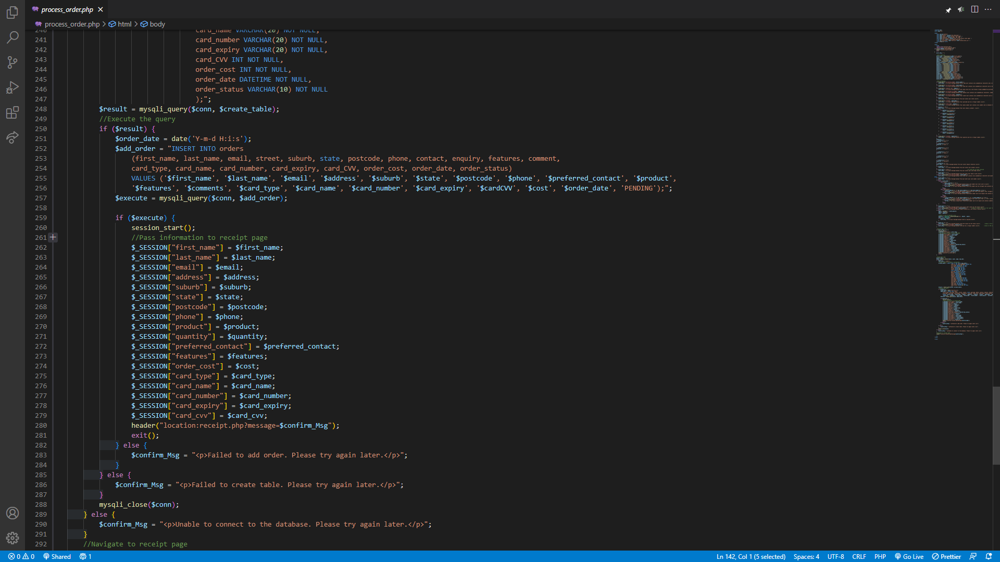 process_order.php
process_order.php > html > body
240 card_name VARCHAR(20) NOT NULL,
241 card_number VARCHAR(20) NOT NULL,
242 card_expiry VARCHAR(20) NOT NULL,
243 card_CVV INT NOT NULL,
244 order_cost INT NOT NULL,
245 order_date DATETIME NOT NULL,
246 order_status VARCHAR(10) NOT NULL
247 );";
248 $result = mysqli_query($conn, $create_table);
249 //Execute the query
250 if ($result) {
251 $order_date = date('Y-m-d H:i:s');
252 $add_order = "INSERT INTO orders
253 (first_name, last_name, email, street, suburb, state, postcode, phone, contact, enquiry, features, comment,
254 card_type, card_name, card_number, card_expiry, card_CVV, order_cost, order_date, order_status)
255 VALUES ('$first_name', '$last_name', '$email', '$address', '$suburb', '$state', '$postcode', '$phone', '$preferred_contact', '$product',
256 '$features', '$comments', '$card_type', '$card_name', '$card_number', '$card_expiry', '$cardCVV', '$cost', '$order_date', 'PENDING');";
257 $execute = mysqli_query($conn, $add_order);
258
259 if ($execute) {
260 session_start();
261 //Pass information to receipt page
262 $_SESSION["first_name"] = $first_name;
263 $_SESSION["last_name"] = $last_name;
264 $_SESSION["email"] = $email;
265 $_SESSION["address"] = $address;
266 $_SESSION["suburb"] = $suburb;
267 $_SESSION["state"] = $state;
268 $_SESSION["postcode"] = $postcode;
269 $_SESSION["phone"] = $phone;
270 $_SESSION["product"] = $product;
271 $_SESSION["quantity"] = $quantity;
272 $_SESSION["preferred_contact"] = $preferred_contact;
273 $_SESSION["features"] = $features;
274 $_SESSION["order_cost"] = $cost;
275 $_SESSION["card_type"] = $card_type;
276 $_SESSION["card_name"] = $card_name;
277 $_SESSION["card_number"] = $card_number;
278 $_SESSION["card_expiry"] = $card_expiry;
279 $_SESSION["card_cvv"] = $card_cvv;
280 header("location:receipt.php?message=$confirm_Msg");
281 exit();
282 } else {
283 $confirm_Msg = "<p>Failed to add order. Please try again later.</p>";
284 }
285 } else {
286 $confirm_Msg = "<p>Failed to create table. Please try again later.</p>";
287 }
288 mysqli_close($conn);
289 } else {
290 $confirm_Msg = "<p>Unable to connect to the database. Please try again later.</p>";
291 }
292 //Navigate to receipt page
0 0 Shared 1 Ln 142, Col 1 (5 selected) Spaces: 4 UTF-8 CRLF PHP Go Live Prettier